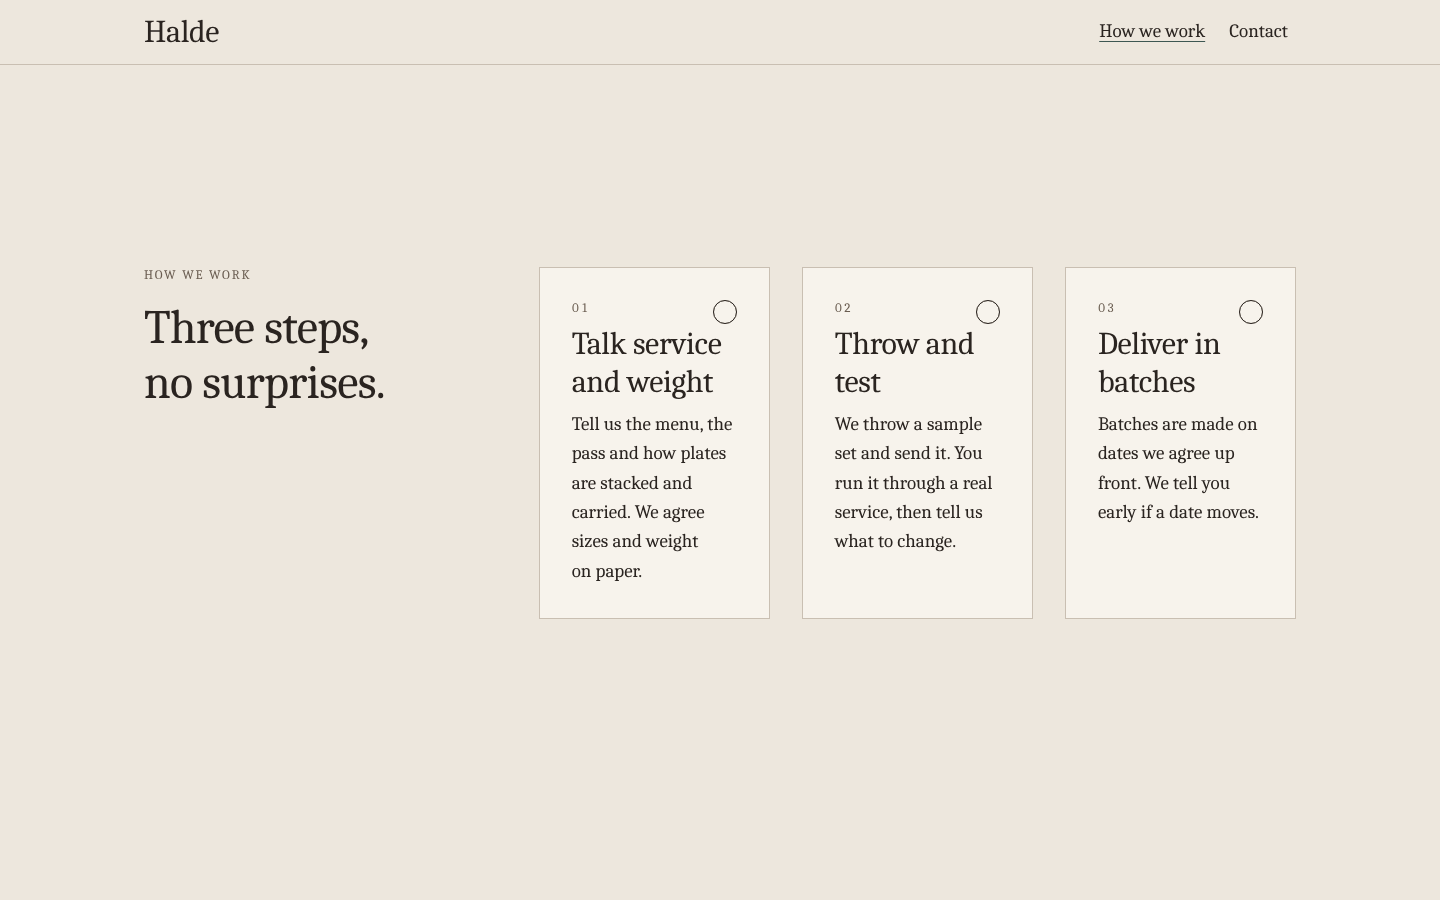 Halde
How we work
Contact
HOW WE WORK
Three steps,
no surprises.
01
Talk service
and weight
Tell us the menu, the
pass and how plates
are stacked and
carried. We agree
sizes and weight
on paper.
02
Throw and
test
We throw a sample
set and send it. You
run it through a real
service, then tell us
what to change.
03
Deliver in
batches
Batches are made on
dates we agree up
front. We tell you
early if a date moves.